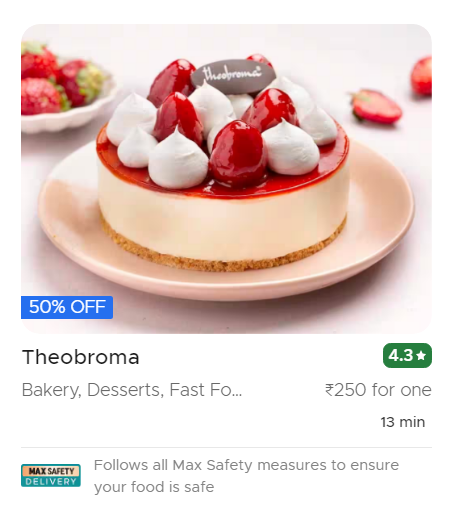 theobroma
50% OFF
Theobroma
4.3★
Bakery, Desserts, Fast Fo...
₹250 for one
13 min
MAX SAFETY
DELIVERY
Follows all Max Safety measures to ensure
your food is safe